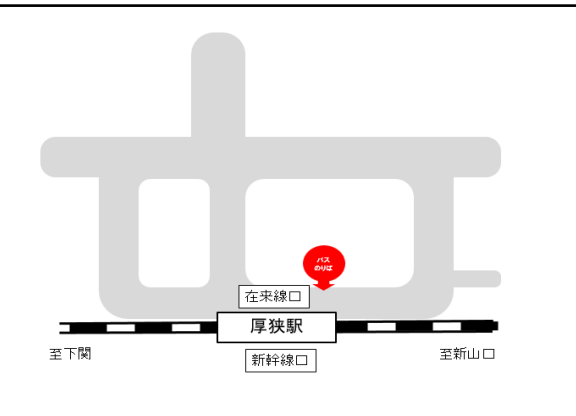 バス
のりば
在来線口
厚狭駅
新幹線口
至下関
至新山口